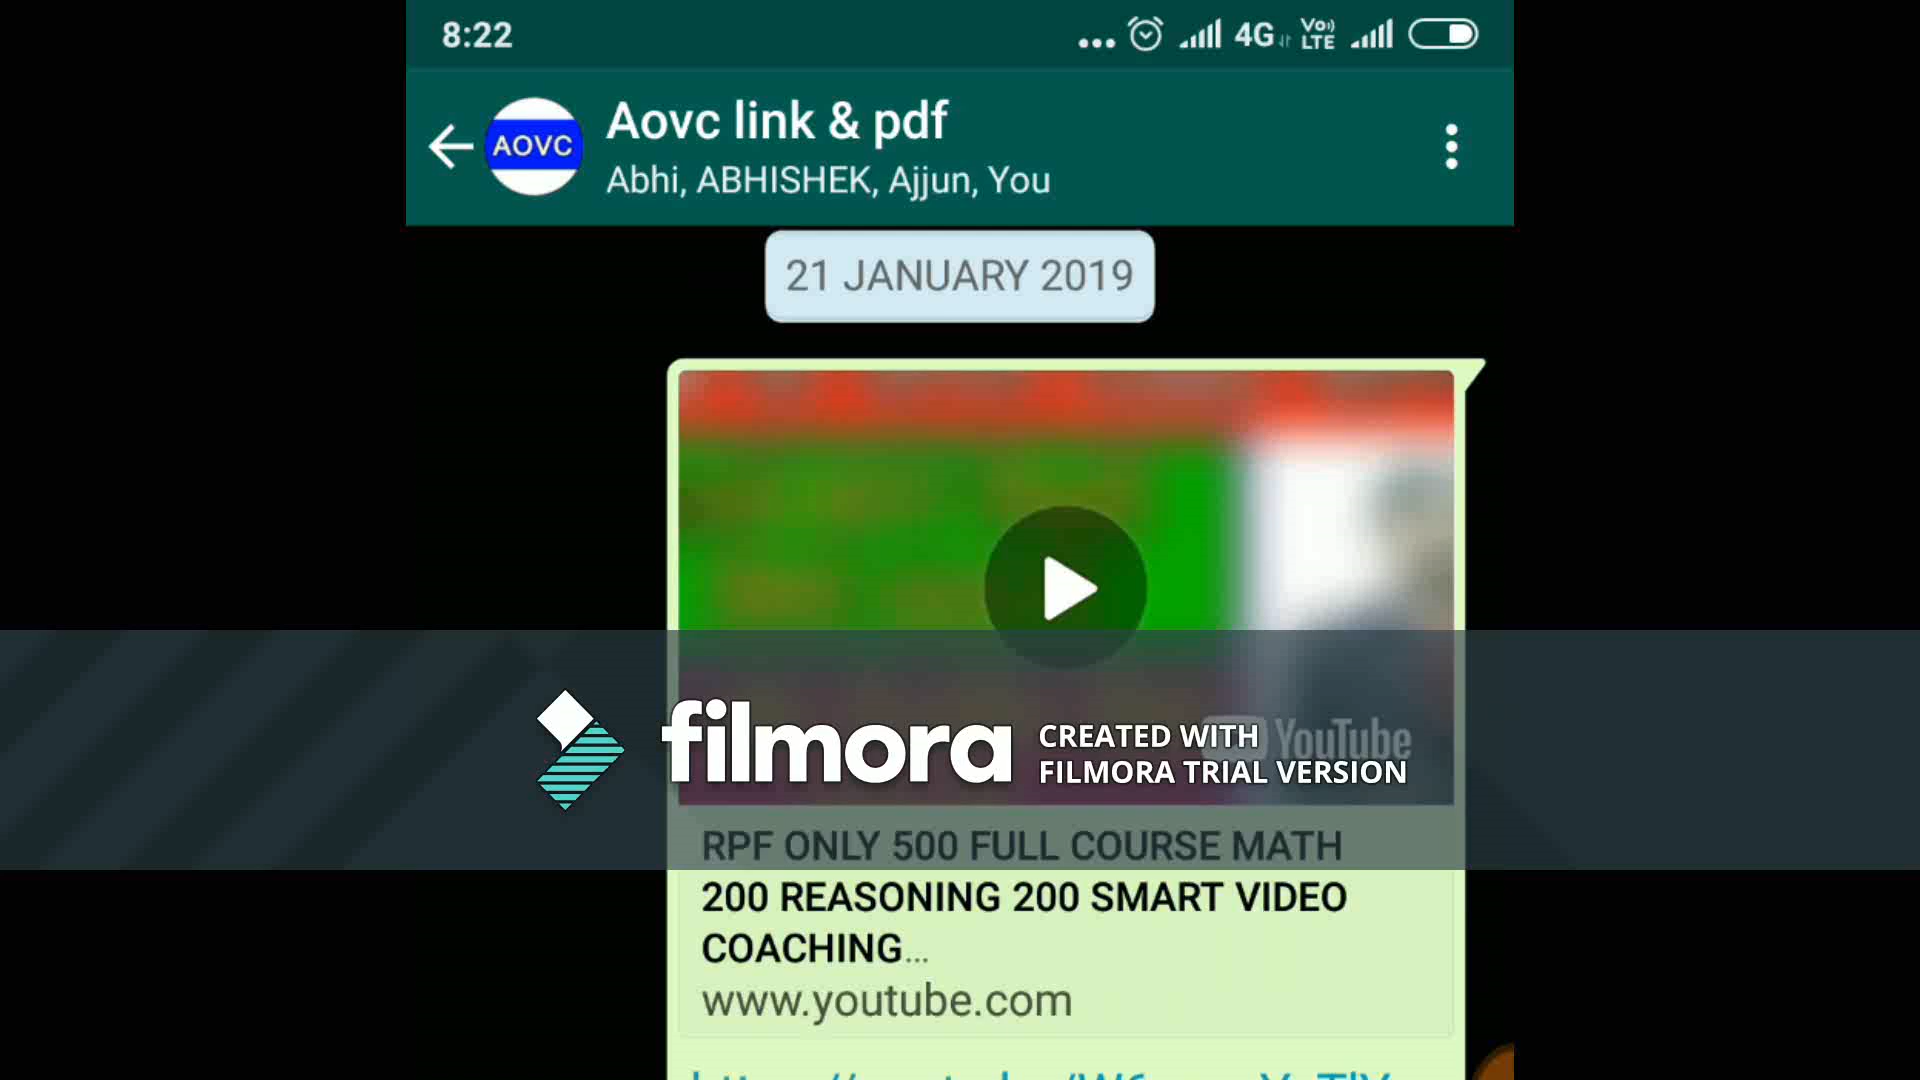 8:22
4G
Vo))
LTE
AOVC
Aovc link & pdf
Abhi, ABHISHEK, Ajjun, You
21 JANUARY 2019
YouTube
filmora
CREATED WITH
FILMORA TRIAL VERSION
RPF ONLY 500 FULL COURSE MATH
200 REASONING 200 SMART VIDEO
COACHING...
www.youtube.com